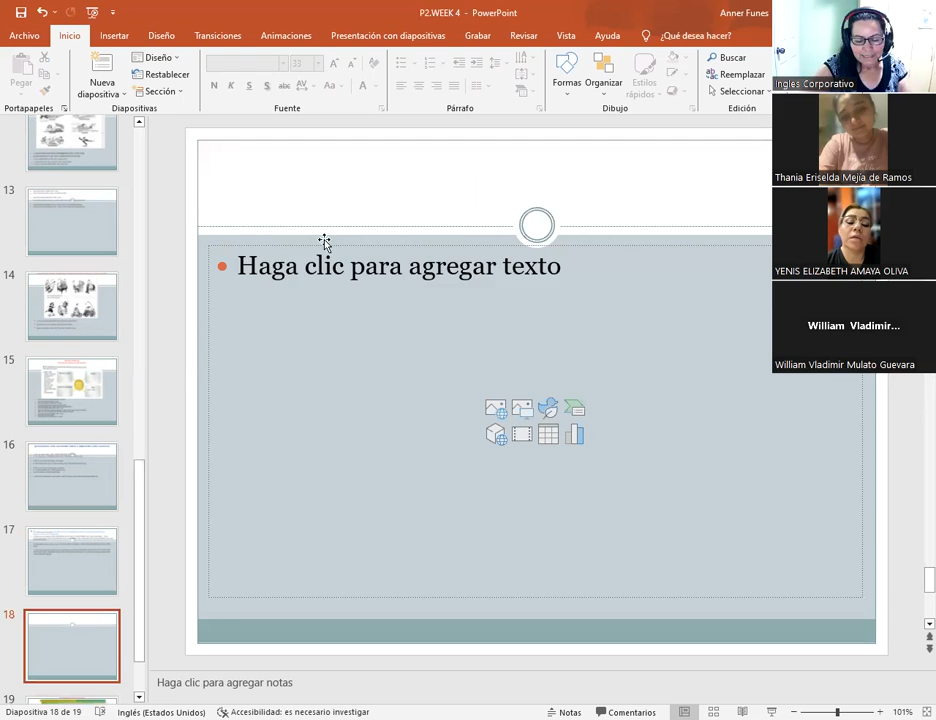 P2.WEEK 4 - PowerPoint
Anner Funes
Archivo Inicio Insertar Diseño Transiciones Animaciones Presentación con diapositivas Grabar Revisar Vista Ayuda ¿Qué desea hacer?
Pegar
Nueva diapositiva
Diseño
Restablecer
Sección
33
N K S S abc AV Aa A
Formas
Organizar
Estilos rápidos
Buscar
Reemplazar
Seleccionar
Portapapeles Diapositivas Fuente Párrafo Dibujo Edición
Ingles Corporativo
Thania Eriselda Mejía de Ramos
YENIS ELIZABETH AMAYA OLIVA
William Vladimir...
William Vladimir Mulato Guevara
13
14
15
16
17
18
19
Haga clic para agregar texto
Haga clic para agregar notas
Diapositiva 18 de 19 Inglés (Estados Unidos) Accesibilidad: es necesario investigar Notas Comentarios 101%